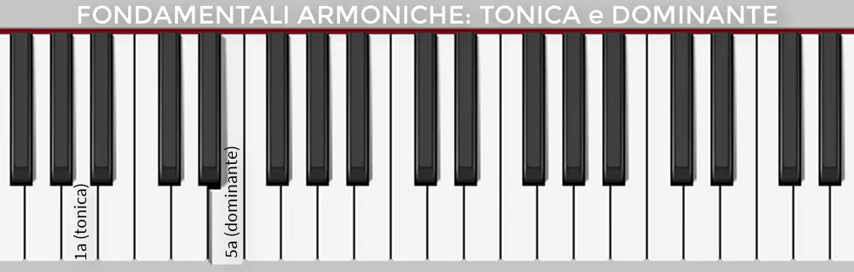 FONDAMENTALI ARMONICHE: TONICA e DOMINANTE
1a (tonica)
5a (dominante)